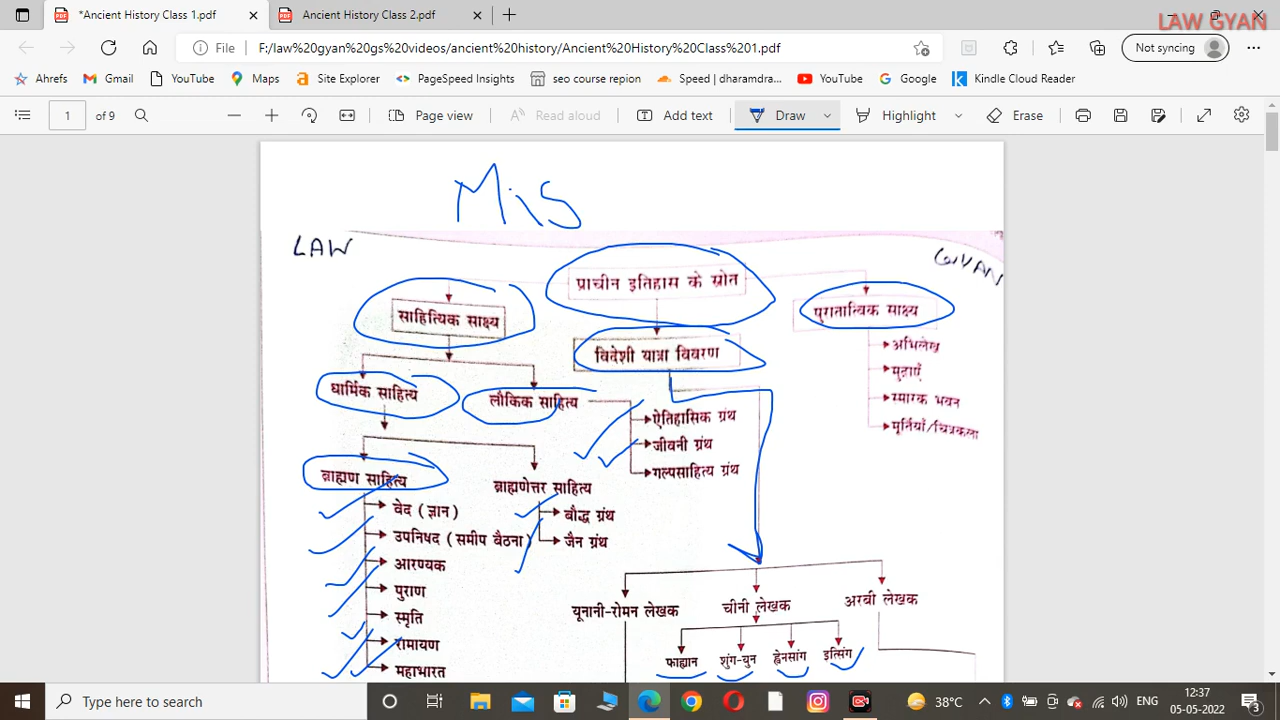 *Ancient History Class 1.pdf
Ancient History Class 2.pdf
LAW GYAN
File F:/law%20gyan%20gs%20videos/ancient%20history/Ancient%20History%20Class%201.pdf
Not syncing
Ahrefs Gmail YouTube Maps Site Explorer PageSpeed Insights seo course repion Speed | dharamdra... YouTube Google Kindle Cloud Reader
1 of 9 Page view Read aloud Add text Draw Highlight Erase
Mis
LAW
GYAN
प्राचीन इतिहास के स्रोत
साहित्यिक साक्ष्य
पुरातात्विक साक्ष्य
विदेशी यात्रा विवरण
अभिलेख
मुद्राएँ
स्मारक भवन
मूर्तियाँ/चित्रकला
धार्मिक साहित्य
लौकिक साहित्य
ऐतिहासिक ग्रंथ
जीवनी ग्रंथ
गल्पसाहित्य ग्रंथ
ब्राह्मण साहित्य
ब्राह्मणेत्तर साहित्य
वेद (ज्ञान)
उपनिषद (समीप बैठना)
आरण्यक
पुराण
स्मृति
रामायण
महाभारत
बौद्ध ग्रंथ
जैन ग्रंथ
यूनानी-रोमन लेखक
चीनी लेखक
अरबी लेखक
फाह्यान
शुंग-युन
ह्वेनसांग
इत्सिंग
Type here to search
38°C
ENG
12:37
05-05-2022
3